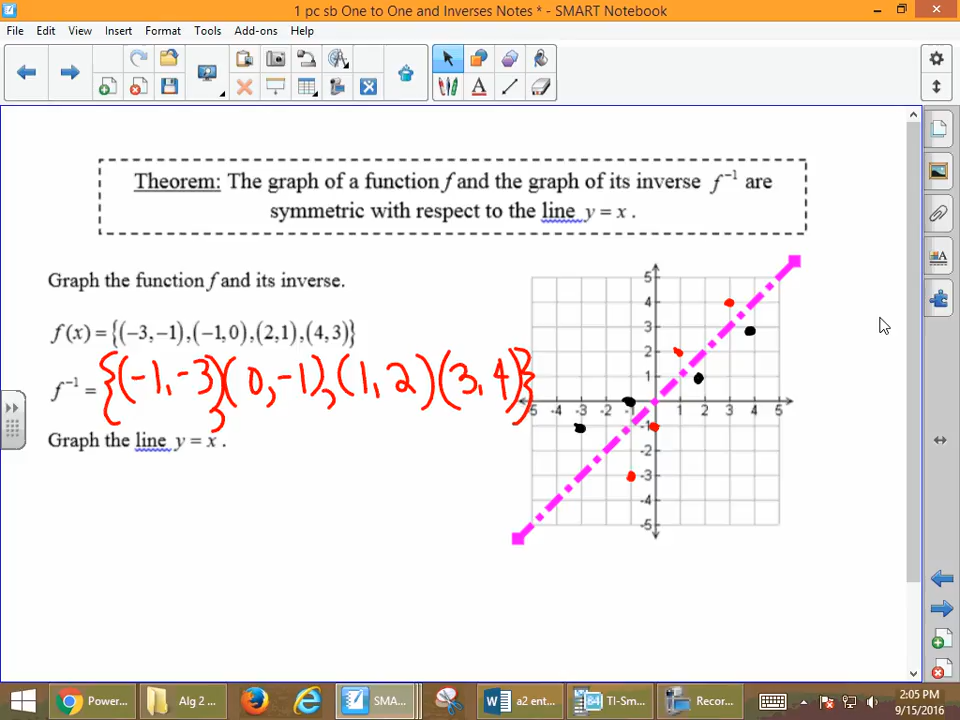 1 pc sb One to One and Inverses Notes * - SMART Notebook
File Edit View Insert Format Tools Add-ons Help
Theorem: The graph of a function f and the graph of its inverse f⁻¹ are
symmetric with respect to the line y = x .
Graph the function f and its inverse.
f(x) = {(−3,−1),(−1,0),(2,1),(4,3)}
f⁻¹ = {(-1,-3),(0,-1),(1,2)(3,4)}
Graph the line y = x .
5
4
3
2
1
-5 -4 -3 -2 -1 1 2 3 4 5
-1
-2
-3
-4
-5
Power... Alg 2 ... SMA... a2 ent... TI-Sm... Recor...
84
2:05 PM
9/15/2016